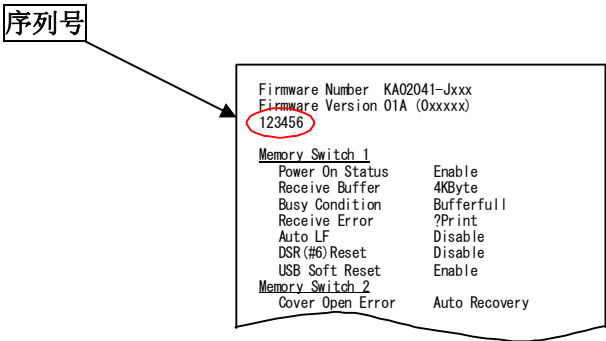 序列号
Firmware Number KA02041-Jxxx
Firmware Version 01A (0xxxxx)
123456
Memory Switch 1
Power On Status Enable
Receive Buffer 4KByte
Busy Condition Bufferfull
Receive Error ?Print
Auto LF Disable
DSR(#6)Reset Disable
USB Soft Reset Enable
Memory Switch 2
Cover Open Error Auto Recovery